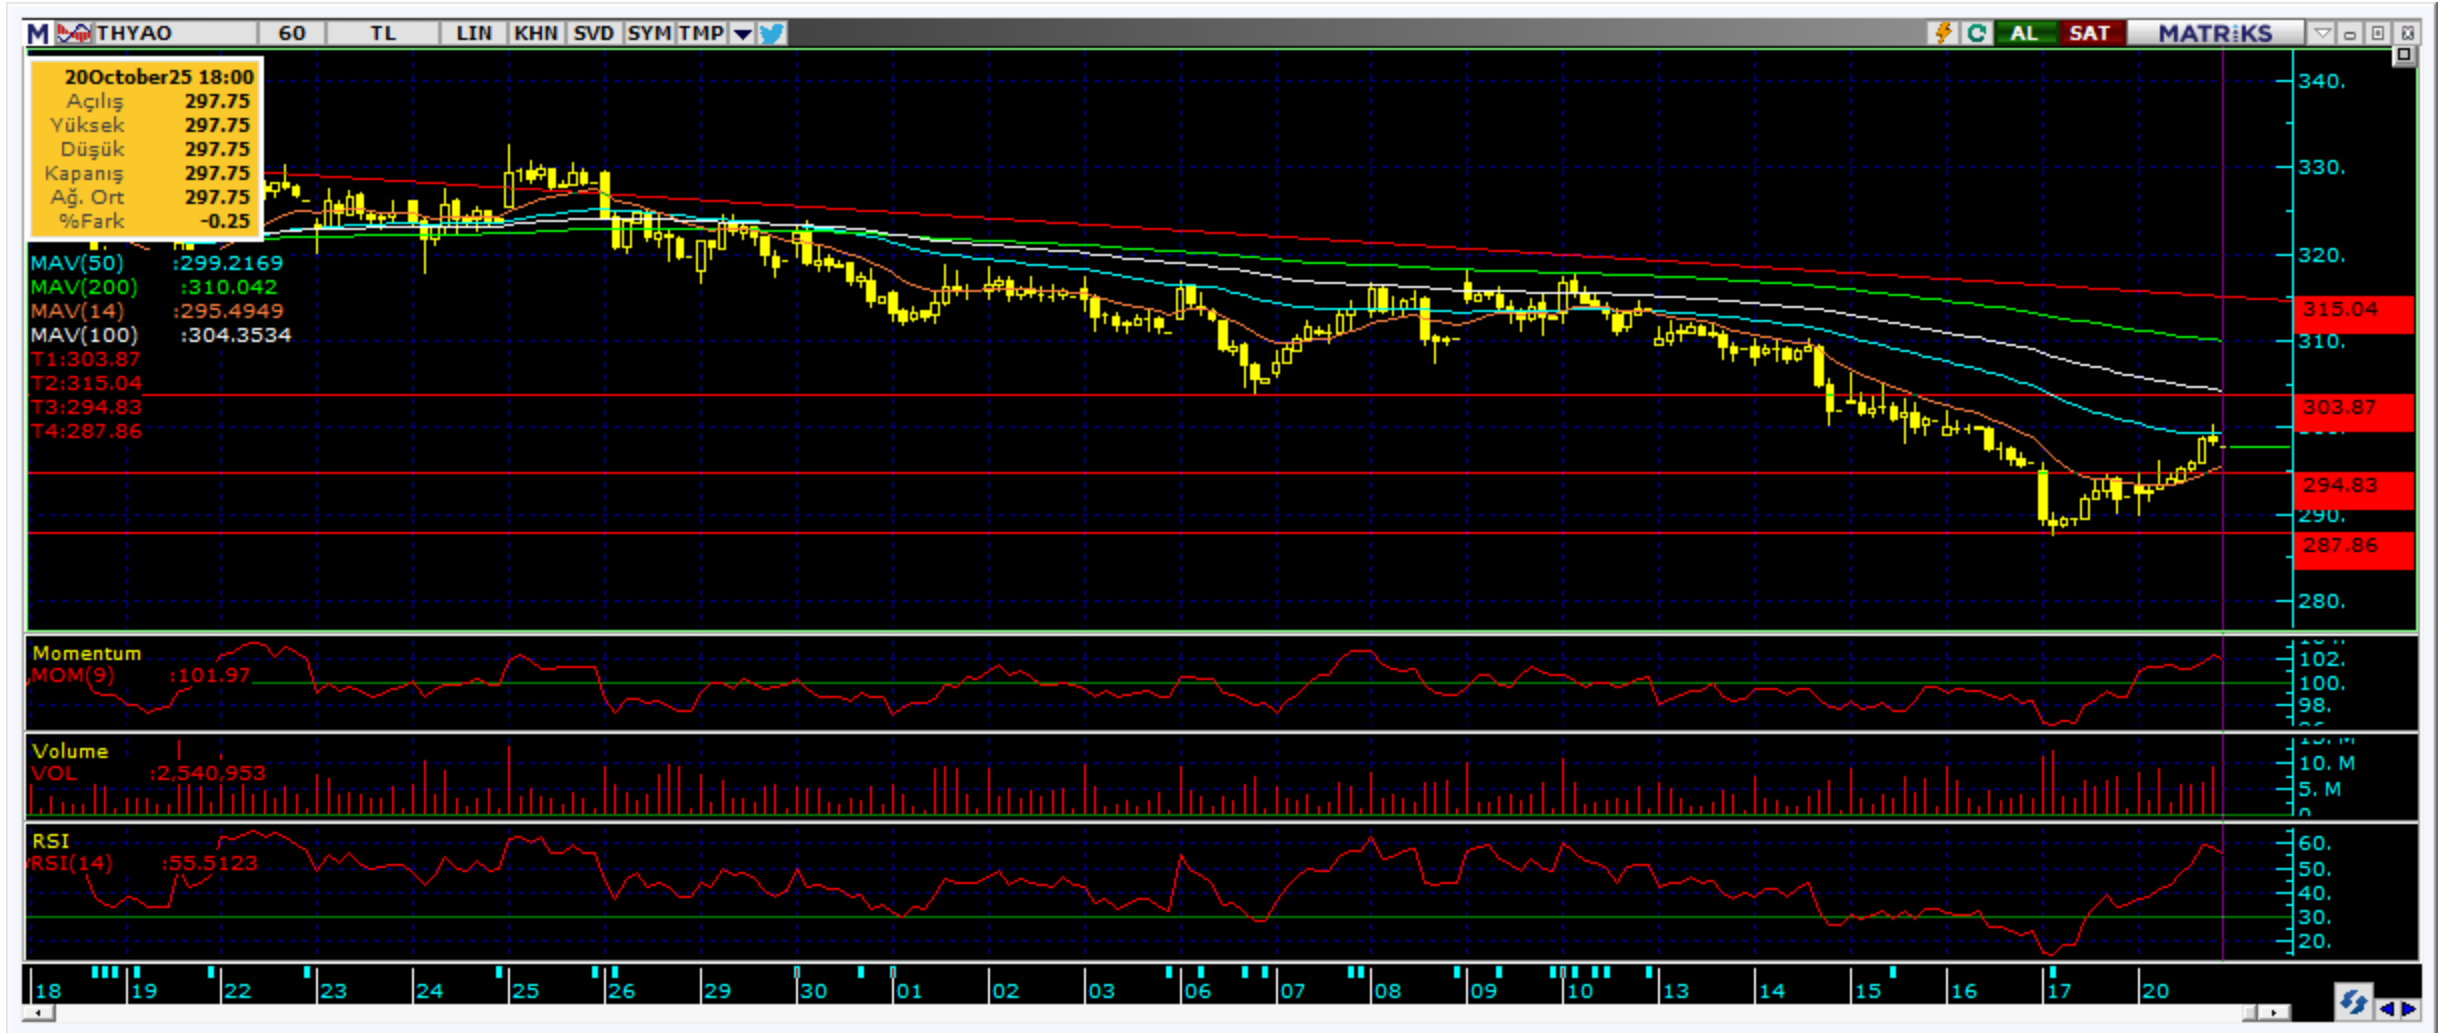 M THYAO 60 TL LIN KHN SVD SYM TMP AL SAT MATRiKS
20October25 18:00
Açılış 297.75
Yüksek 297.75
Düşük 297.75
Kapanış 297.75
Ağ. Ort 297.75
%Fark -0.25
MAV(50) :299.2169
MAV(200) :310.042
MAV(14) :295.4949
MAV(100) :304.3534
T1:303.87
T2:315.04
T3:294.83
T4:287.86
340.
330.
320.
315.04
310.
303.87
294.83
290.
287.86
280.
Momentum
MOM(9) :101.97
102.
100.
98.
Volume
VOL :2,540,953
10. M
5. M
0
RSI
RSI(14) :55.5123
60.
50.
40.
30.
20.
18 19 22 23 24 25 26 29 30 01 02 03 06 07 08 09 10 13 14 15 16 17 20